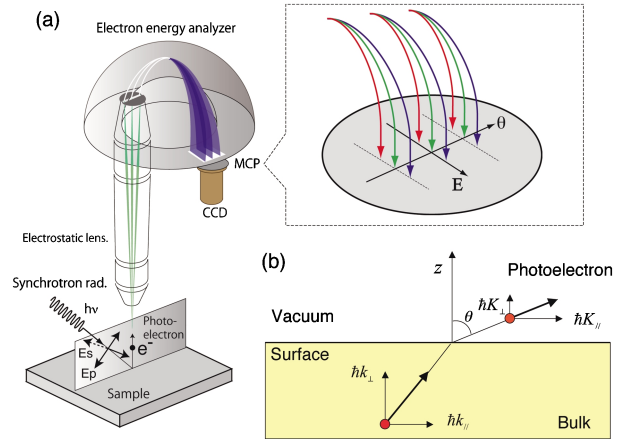 (a)
Electron energy analyzer
MCP
CCD
Electrostatic lens.
Synchrotron rad.
hν
Photo-
electron
e-
Es
Ep
Sample
θ
E
(b)
z
Photoelectron
Vacuum
θ
ħK⊥
ħK//
Surface
ħk⊥
ħk//
Bulk